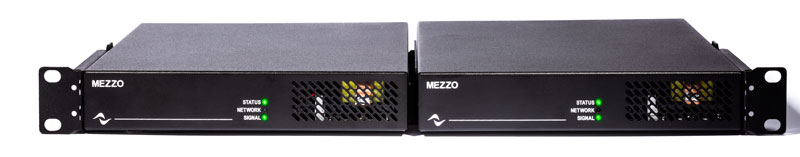 MEZZO
STATUS
NETWORK
SIGNAL
MEZZO
STATUS
NETWORK
SIGNAL